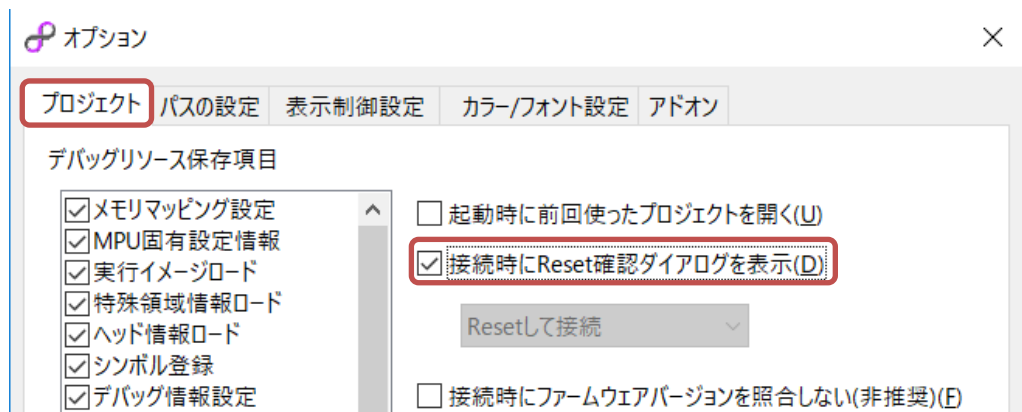 オプション
プロジェクト パスの設定 表示制御設定 カラー/フォント設定 アドオン
デバッグリソース保存項目
メモリマッピング設定
MPU固有設定情報
実行イメージロード
特殊領域情報ロード
ヘッド情報ロード
シンボル登録
デバッグ情報設定
起動時に前回使ったプロジェクトを開く(U)
接続時にReset確認ダイアログを表示(D)
Resetして接続
接続時にファームウェアバージョンを照合しない(非推奨)(F)